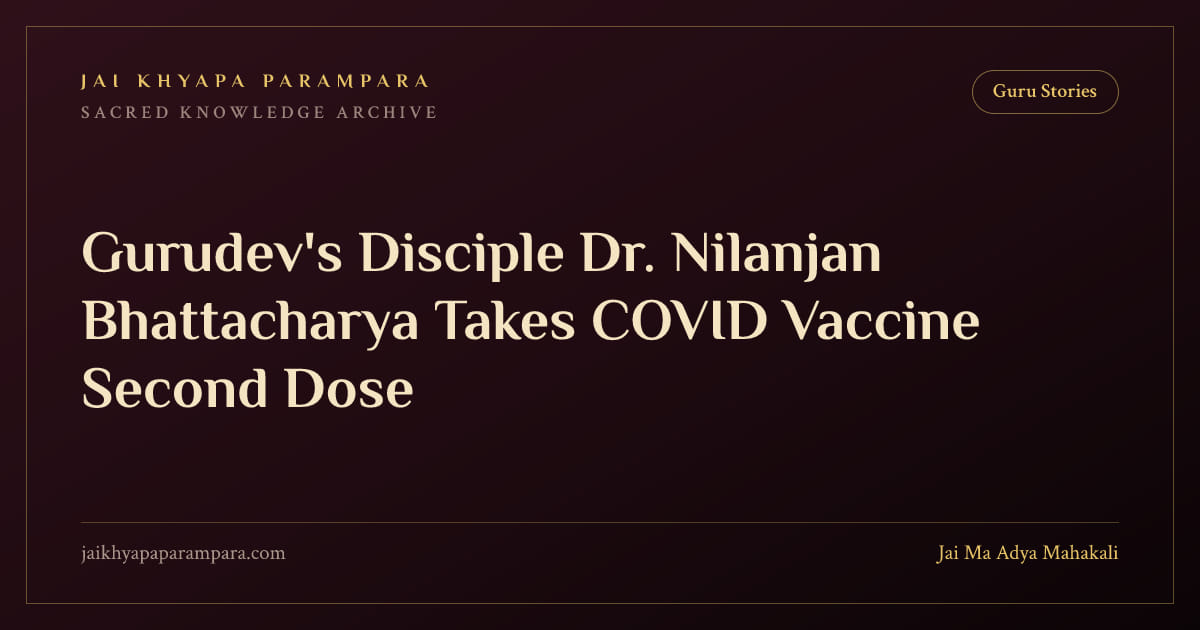 JAI KHYAPA PARAMPARA
SACRED KNOWLEDGE ARCHIVE
Guru Stories
Gurudev's Disciple Dr. Nilanjan
Bhattacharya Takes COVID Vaccine
Second Dose
jaikhyapaparampara.com
Jai Ma Adya Mahakali